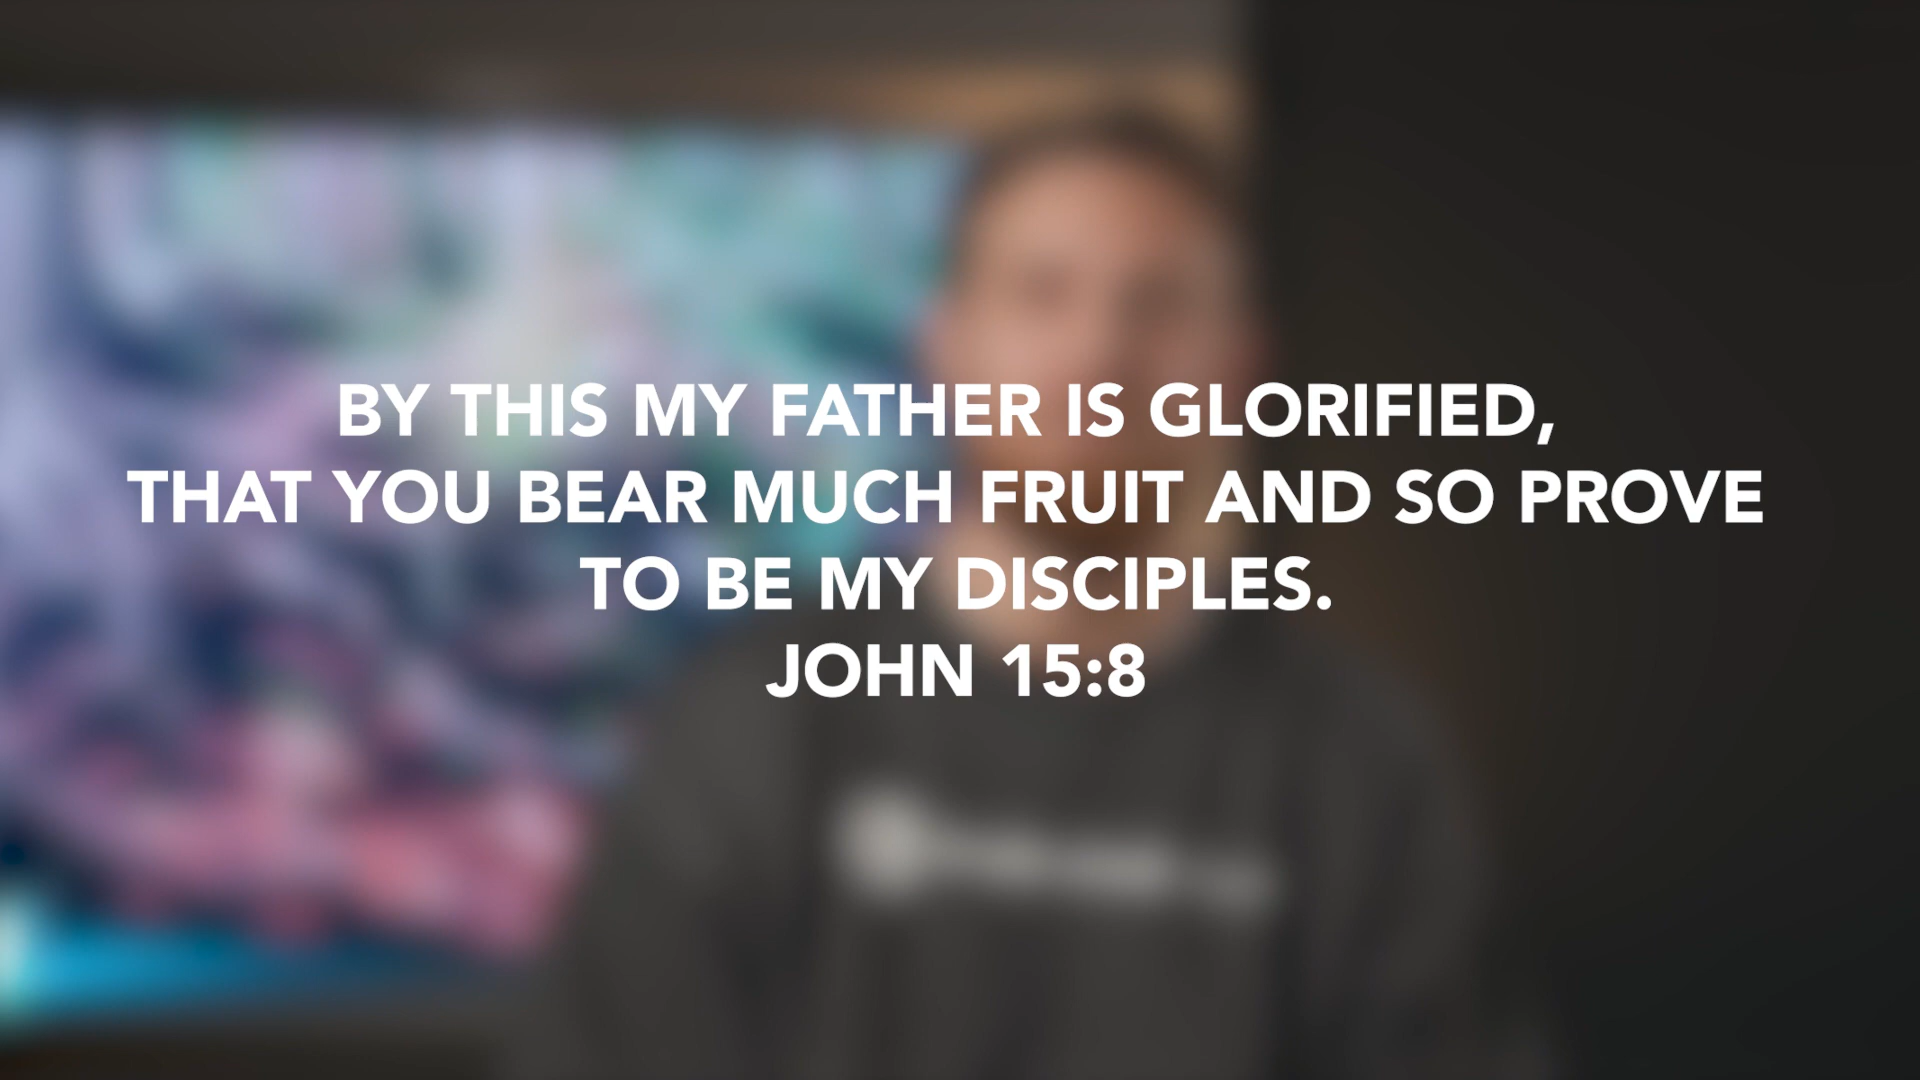 BY THIS MY FATHER IS GLORIFIED,
THAT YOU BEAR MUCH FRUIT AND SO PROVE
TO BE MY DISCIPLES.
JOHN 15:8